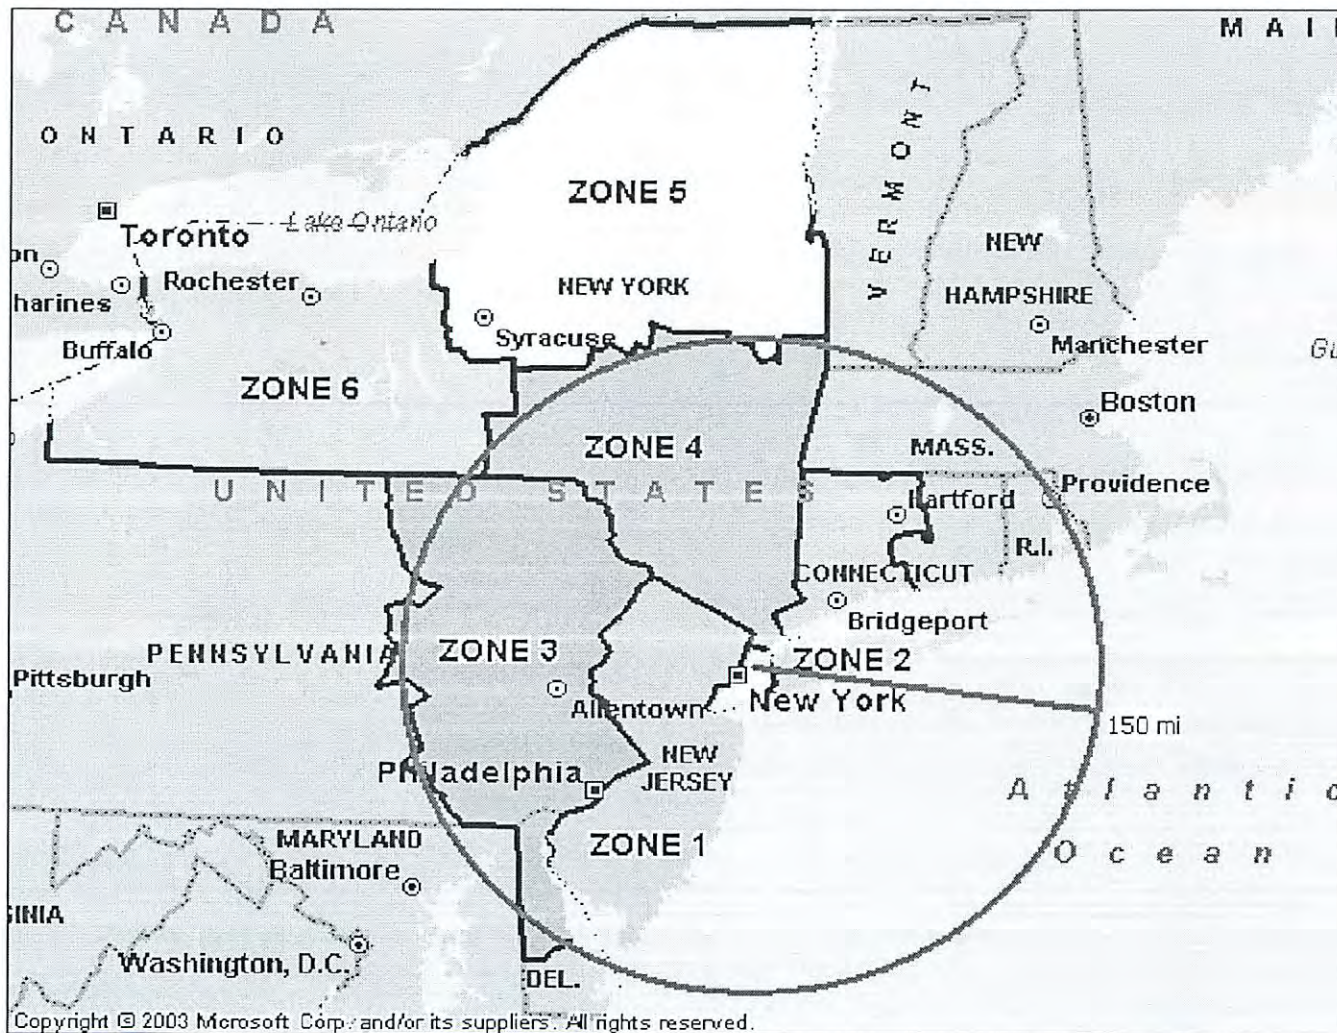 CANADA
MAI
ONTARIO
VERMONT
ZONE 5
Lake Ontario
Toronto
on
NEW
HAMPSHIRE
Rochester
NEW YORK
harines
Syracuse
Manchester
Buffalo
GU
ZONE 6
Boston
ZONE 4
MASS.
UNITED STATES
Hartford
Providence
R.I.
CONNECTICUT
Bridgeport
PENNSYLVANIA
ZONE 3
ZONE 2
Pittsburgh
Allentown
New York
150 mi
NEW
JERSEY
Philadelphia
Atlantic
Ocean
MARYLAND
Baltimore
ZONE 1
GINIA
Washington, D.C.
DEL.
Copyright © 2003 Microsoft Corp. and/or its suppliers. All rights reserved.